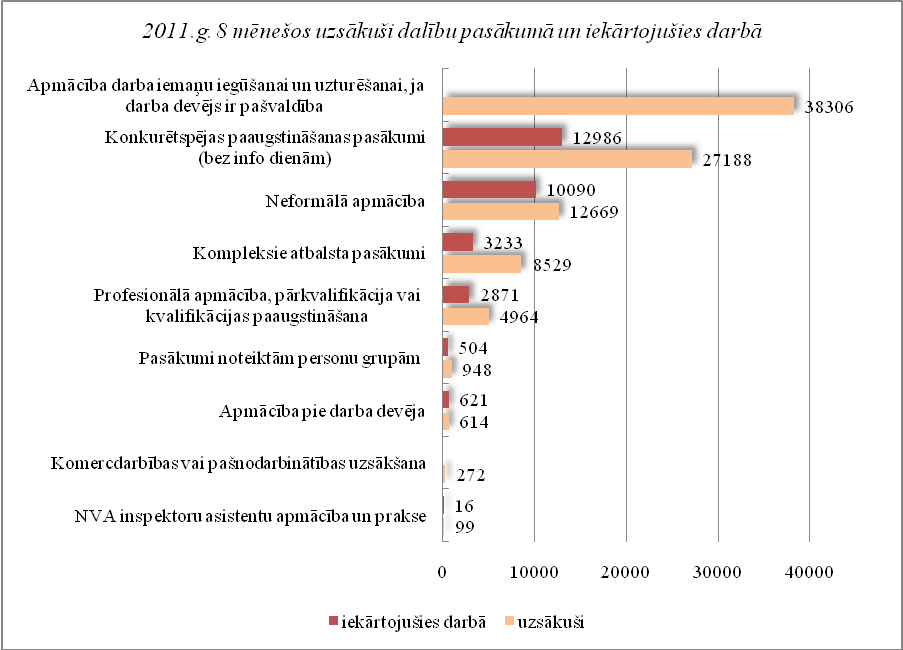 2011.g. 8 mēnešos uzsākuši dalību pasākumā un iekārtojušies darbā
Apmācība darba iemaņu iegūšanai un uzturēšanai, ja
darba devējs ir pašvaldība
38306
Konkurētspējas paaugstināšanas pasākumi
(bez info dienām)
12986
27188
Neformālā apmācība
10090
12669
Kompleksie atbalsta pasākumi
3233
8529
Profesionālā apmācība, pārkvalifikācija vai
kvalifikācijas paaugstināšana
2871
4964
Pasākumi noteiktām personu grupām
504
948
Apmācība pie darba devēja
621
614
Komercdarbības vai pašnodarbinātības uzsākšana
272
NVA inspektoru asistentu apmācība un prakse
16
99
0 10000 20000 30000 40000
iekārtojušies darbā uzsākuši